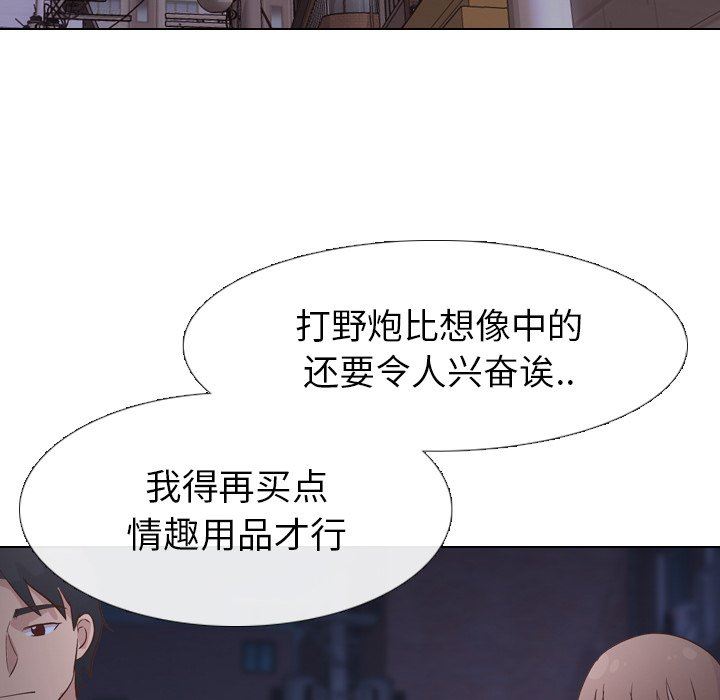 打野炮比想像中的
还要令人兴奋诶..
我得再买点
情趣用品才行